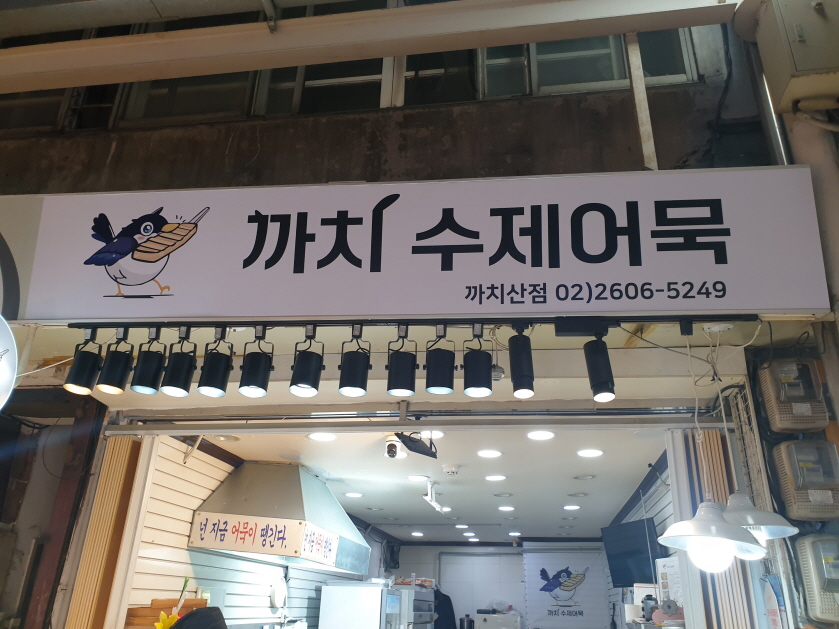 까치 수제어묵
까치산점 02)2606-5249
넌 지금 어묵이 땡긴다.
까치 수제어묵